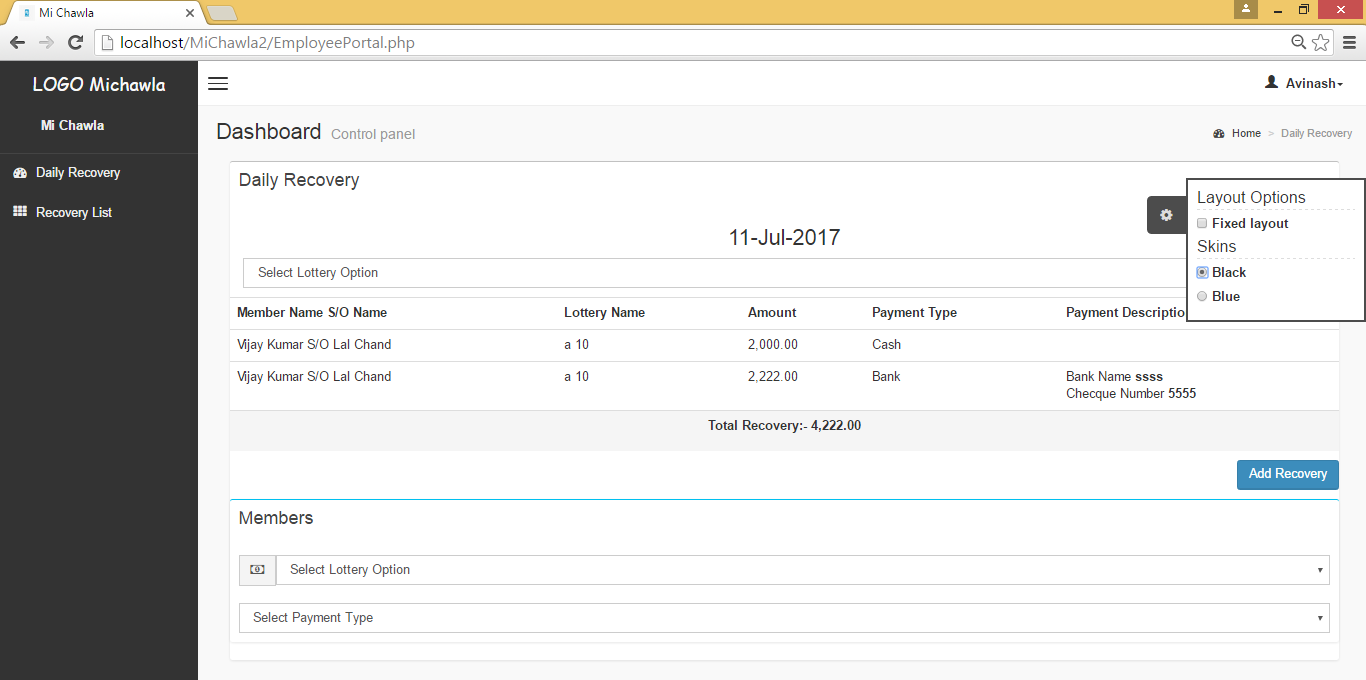 Mi Chawla
localhost/MiChawla2/EmployeePortal.php
LOGO Michawla
Avinash
Mi Chawla
Dashboard Control panel
Home > Daily Recovery
Daily Recovery
Recovery List
Daily Recovery
Layout Options
Fixed layout
Skins
Black
Blue
11-Jul-2017
Select Lottery Option
Member Name S/O Name Lottery Name Amount Payment Type Payment Descriptio
Vijay Kumar S/O Lal Chand a 10 2,000.00 Cash
Vijay Kumar S/O Lal Chand a 10 2,222.00 Bank Bank Name ssss
Checque Number 5555
Total Recovery:- 4,222.00
Add Recovery
Members
Select Lottery Option
Select Payment Type